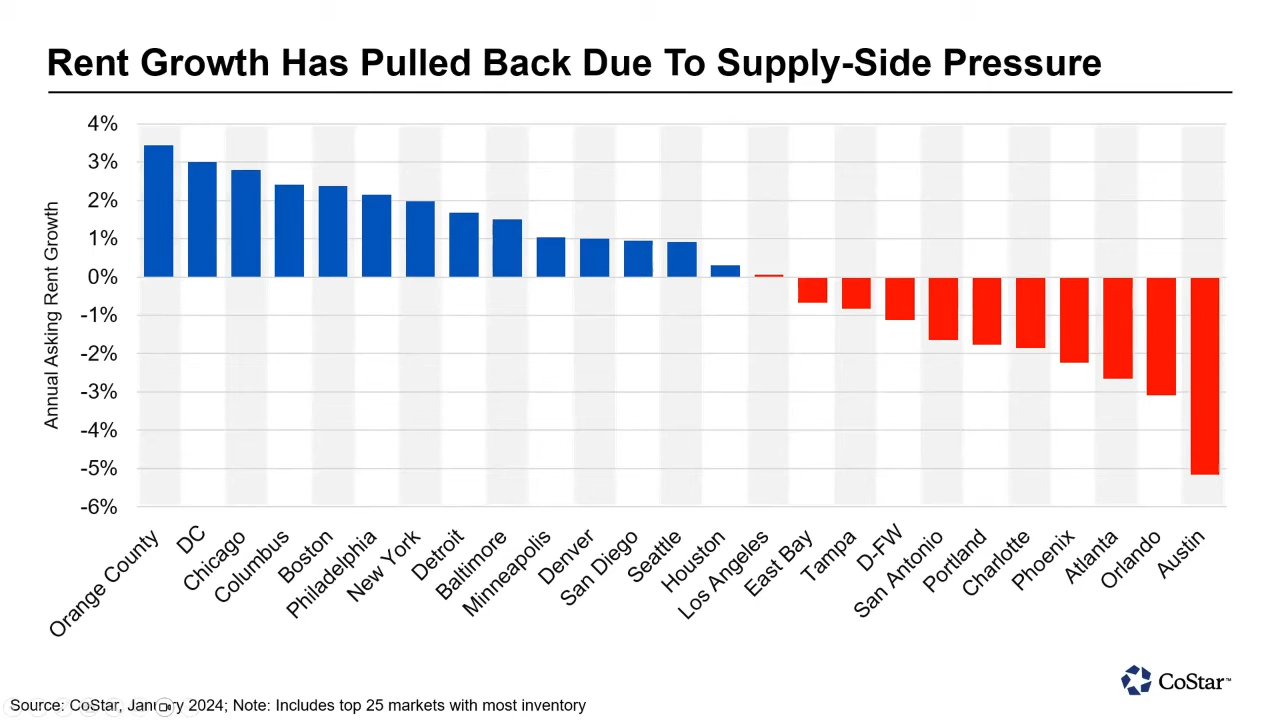 Rent Growth Has Pulled Back Due To Supply-Side Pressure
Annual Asking Rent Growth
4%
3%
2%
1%
0%
-1%
-2%
-3%
-4%
-5%
-6%
Orange County
DC
Chicago
Columbus
Boston
Philadelphia
New York
Detroit
Baltimore
Minneapolis
Denver
San Diego
Seattle
Houston
Los Angeles
East Bay
Tampa
D-FW
San Antonio
Portland
Charlotte
Phoenix
Atlanta
Orlando
Austin
CoStar™
Source: CoStar, January 2024; Note: Includes top 25 markets with most inventory